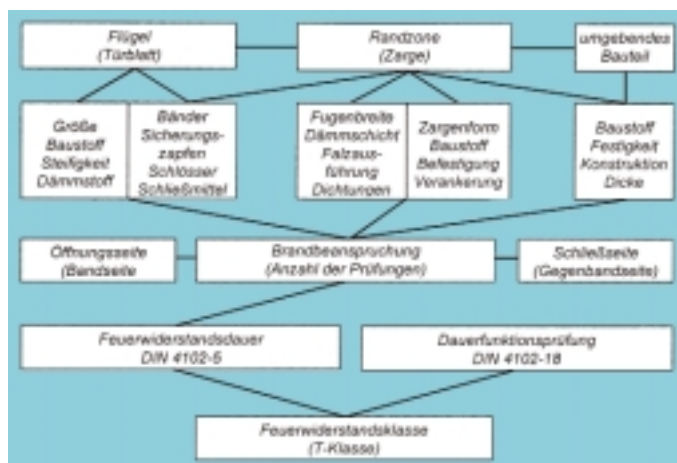 Flügel
(Türblatt)
Randzone
(Zarge)
umgebendes
Bauteil
Größe
Baustoff
Steifigkeit
Dämmstoff
Bänder
Sicherungs-
zapfen
Schlösser
Schließmittel
Fugenbreite
Dämmschicht
Falzaus-
führung
Dichtungen
Zargenform
Baustoff
Befestigung
Verankerung
Baustoff
Festigkeit
Konstruktion
Dicke
Öffnungsseite
(Bandseite
Brandbeanspruchung
(Anzahl der Prüfungen)
Schließseite
(Gegenbandseite)
Feuerwiderstandsdauer
DIN 4102-5
Dauerfunktionsprüfung
DIN 4102-18
Feuerwiderstandsklasse
(T-Klasse)